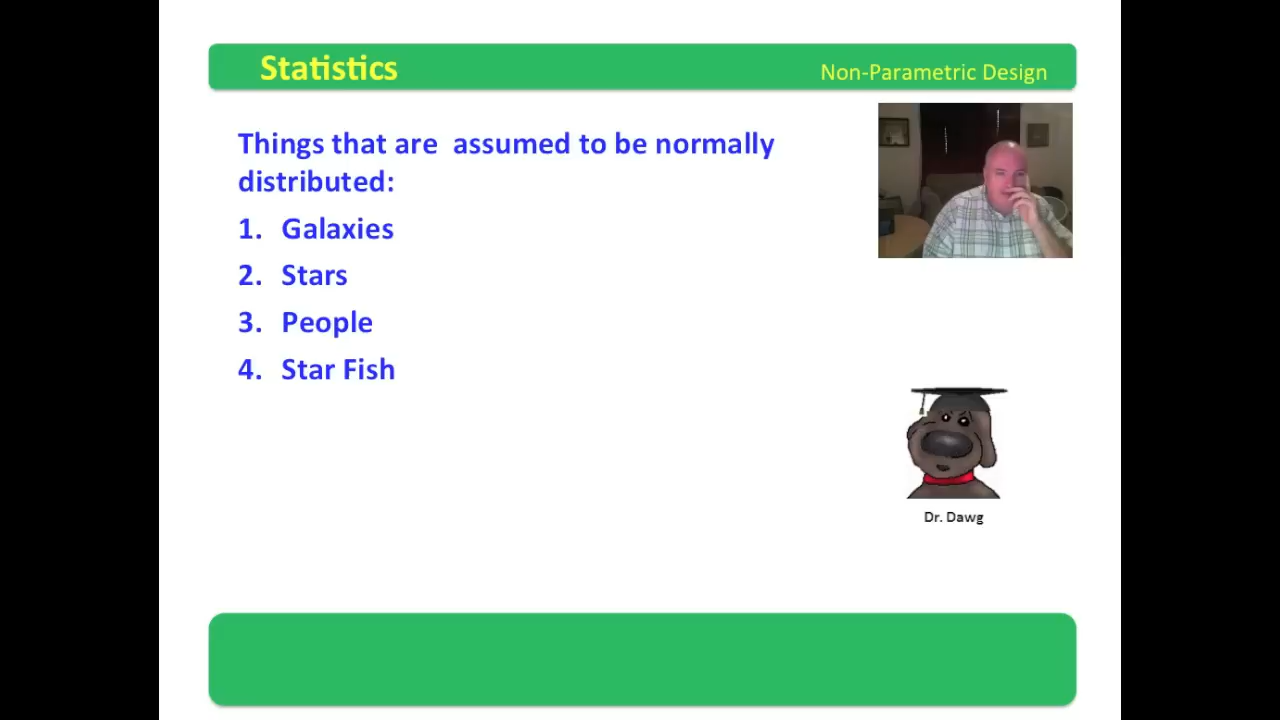 Statistics
Non-Parametric Design
Things that are assumed to be normally
distributed:
1. Galaxies
2. Stars
3. People
4. Star Fish
Dr. Dawg